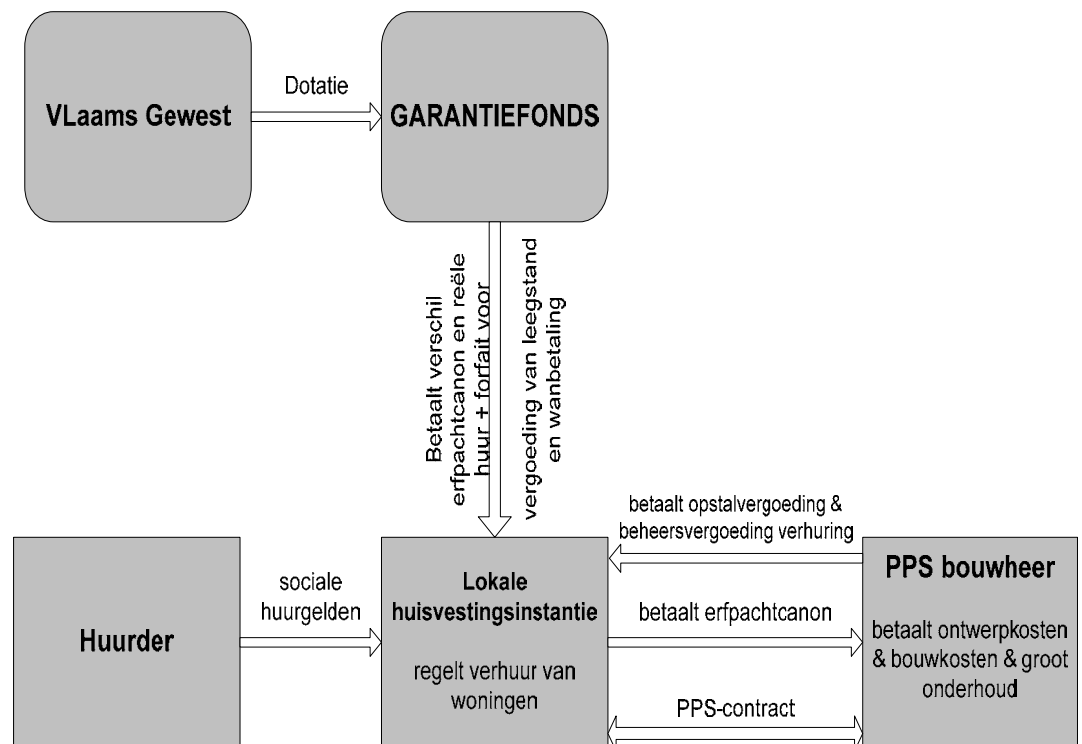 Dotatie
VLaams Gewest
GARANTIEFONDS
Betaalt verschil
erfpachtcanon en reële
huur + forfait voor
vergoeding van leegstand
en wanbetaling
betaalt opstalvergoeding &
beheersvergoeding verhuring
Huurder
sociale
huurgelden
Lokale
huisvestingsinstantie
regelt verhuur van
woningen
betaalt erfpachtcanon
PPS-contract
PPS bouwheer
betaalt ontwerpkosten
& bouwkosten & groot
onderhoud